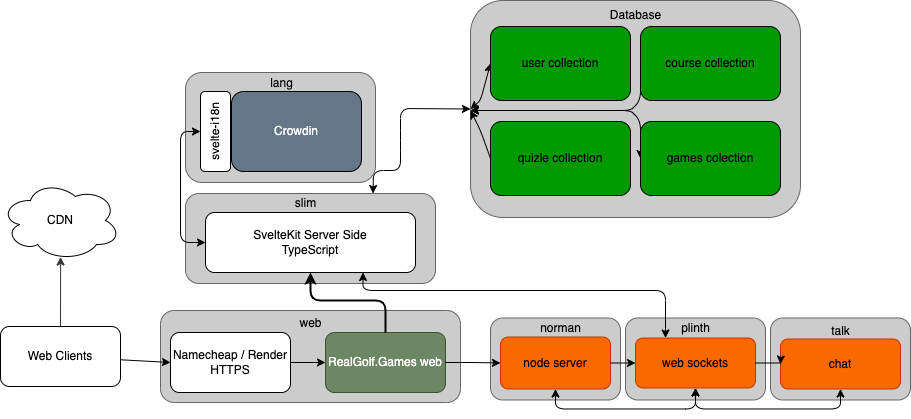 Database
user collection
course collection
quizle collection
games colection
lang
svelte-i18n
Crowdin
slim
SvelteKit Server Side
TypeScript
CDN
Web Clients
web
Namecheap / Render
HTTPS
RealGolf.Games web
norman
node server
plinth
web sockets
talk
chat